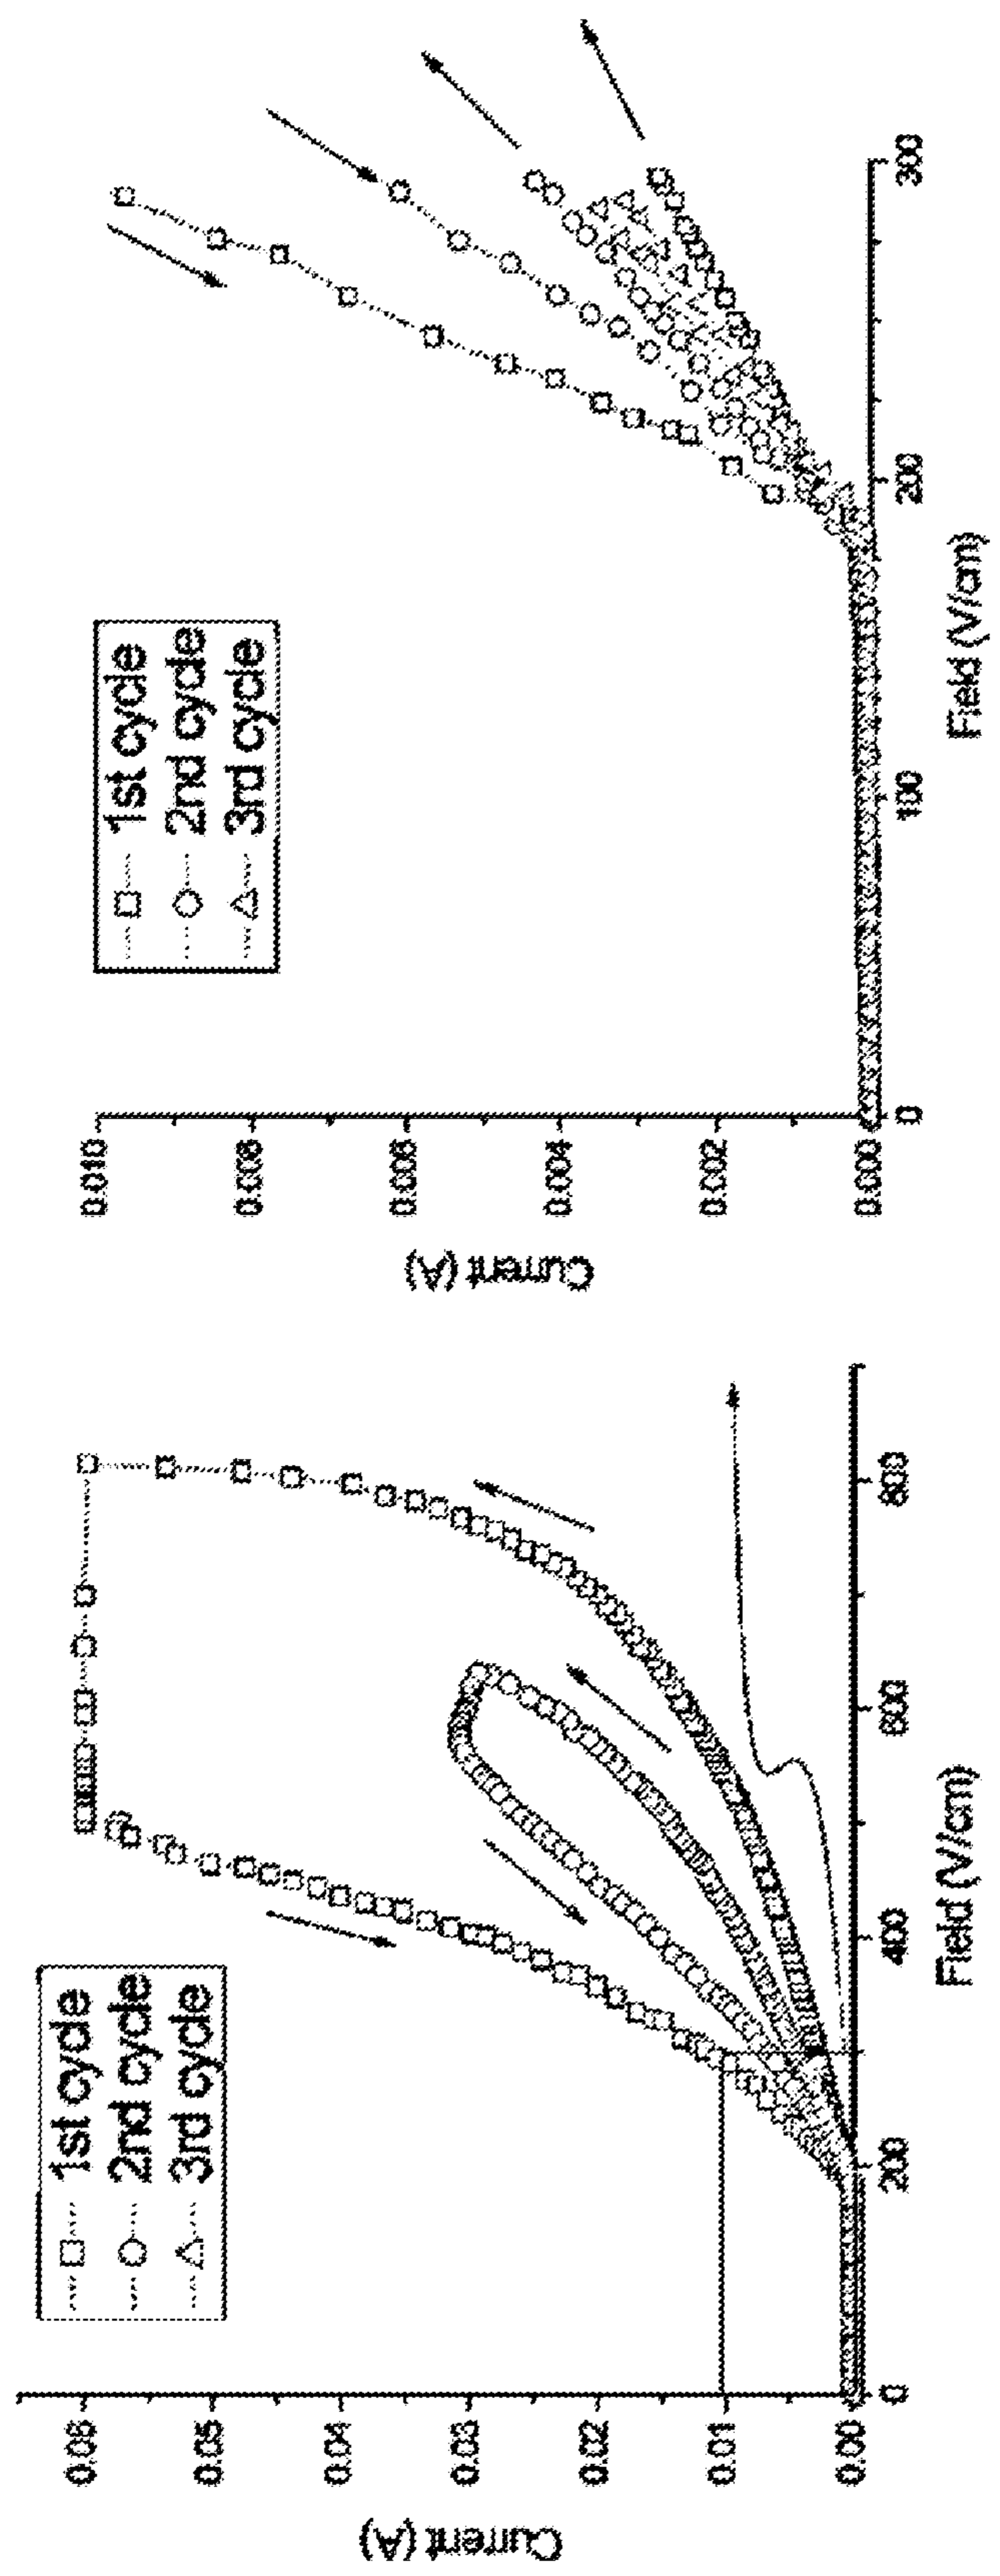 1st cycle
2nd cycle
3rd cycle
0.06
0.05
0.04
0.03
0.02
0.01
0.00
Current (A)
0
200
400
600
800
Field (V/cm)
1st cycle
2nd cycle
3rd cycle
0.010
0.008
0.006
0.004
0.002
0.000
Current (A)
0
100
200
300
Field (V/cm)